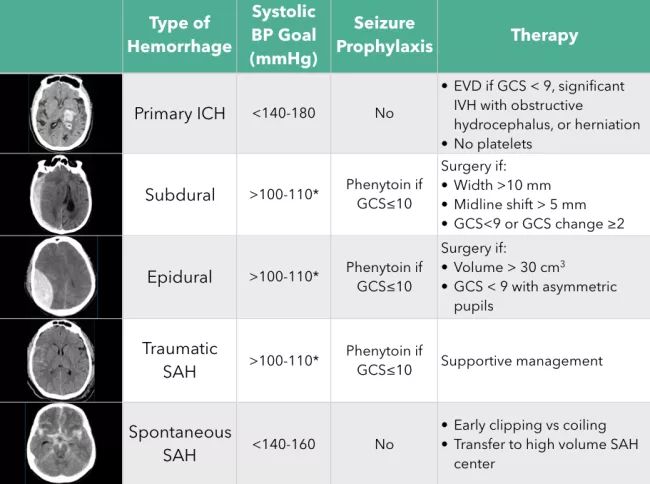 Type of
Hemorrhage
Systolic
BP Goal
(mmHg)
Seizure
Prophylaxis
Therapy
Primary ICH
<140-180
No
• EVD if GCS < 9, significant
IVH with obstructive
hydrocephalus, or herniation
• No platelets
Subdural
>100-110*
Phenytoin if
GCS≤10
Surgery if:
• Width >10 mm
• Midline shift > 5 mm
• GCS<9 or GCS change ≥2
Epidural
>100-110*
Phenytoin if
GCS≤10
Surgery if:
• Volume > 30 cm³
• GCS < 9 with asymmetric
pupils
Traumatic
SAH
>100-110*
Phenytoin if
GCS≤10
Supportive management
Spontaneous
SAH
<140-160
No
• Early clipping vs coiling
• Transfer to high volume SAH
center